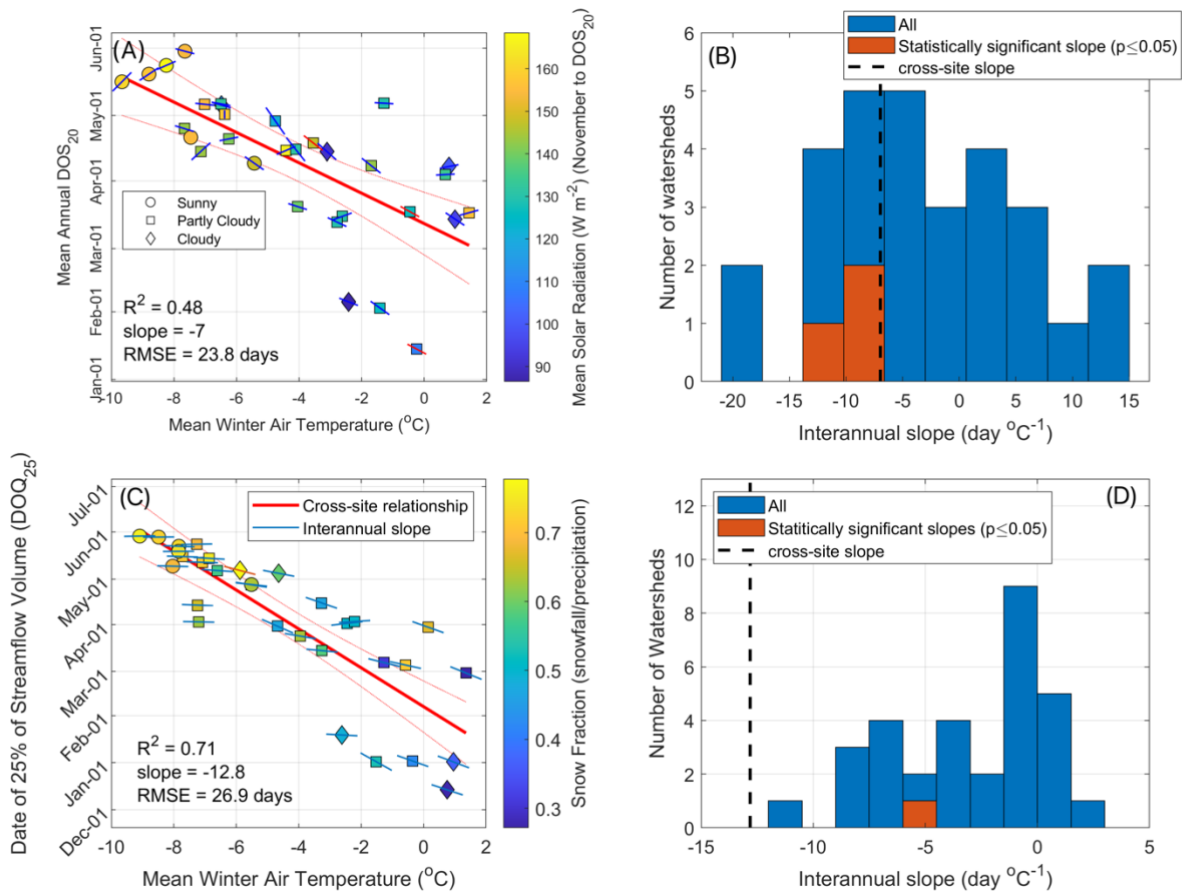 (A)
Mean Annual DOS20
Jun-01
May-01
Apr-01
Mar-01
Feb-01
Jan-01
Sunny
Partly Cloudy
Cloudy
R2 = 0.48
slope = -7
RMSE = 23.8 days
-10 -8 -6 -4 -2 0 2
Mean Winter Air Temperature (oC)
160
150
140
130
120
110
100
90
Mean Solar Radiation (W m-2) (November to DOS20)
(B)
All
Statistically significant slope (p≤0.05)
cross-site slope
Number of watersheds
6
5
4
3
2
1
0
-20 -15 -10 -5 0 5 10 15
Interannual slope (day oC-1)
(C)
Date of 25% of Streamflow Volume (DOQ25)
Jul-01
Jun-01
May-01
Apr-01
Mar-01
Feb-01
Jan-01
Dec-01
Cross-site relationship
Interannual slope
R2 = 0.71
slope = -12.8
RMSE = 26.9 days
-10 -8 -6 -4 -2 0 2
Mean Winter Air Temperature (oC)
0.7
0.6
0.5
0.4
0.3
Snow Fraction (snowfall/precipitation)
(D)
All
Statitically significant slopes (p≤0.05)
cross-site slope
Number of Watersheds
12
10
8
6
4
2
0
-15 -10 -5 0 5
Interannual slope (day oC-1)